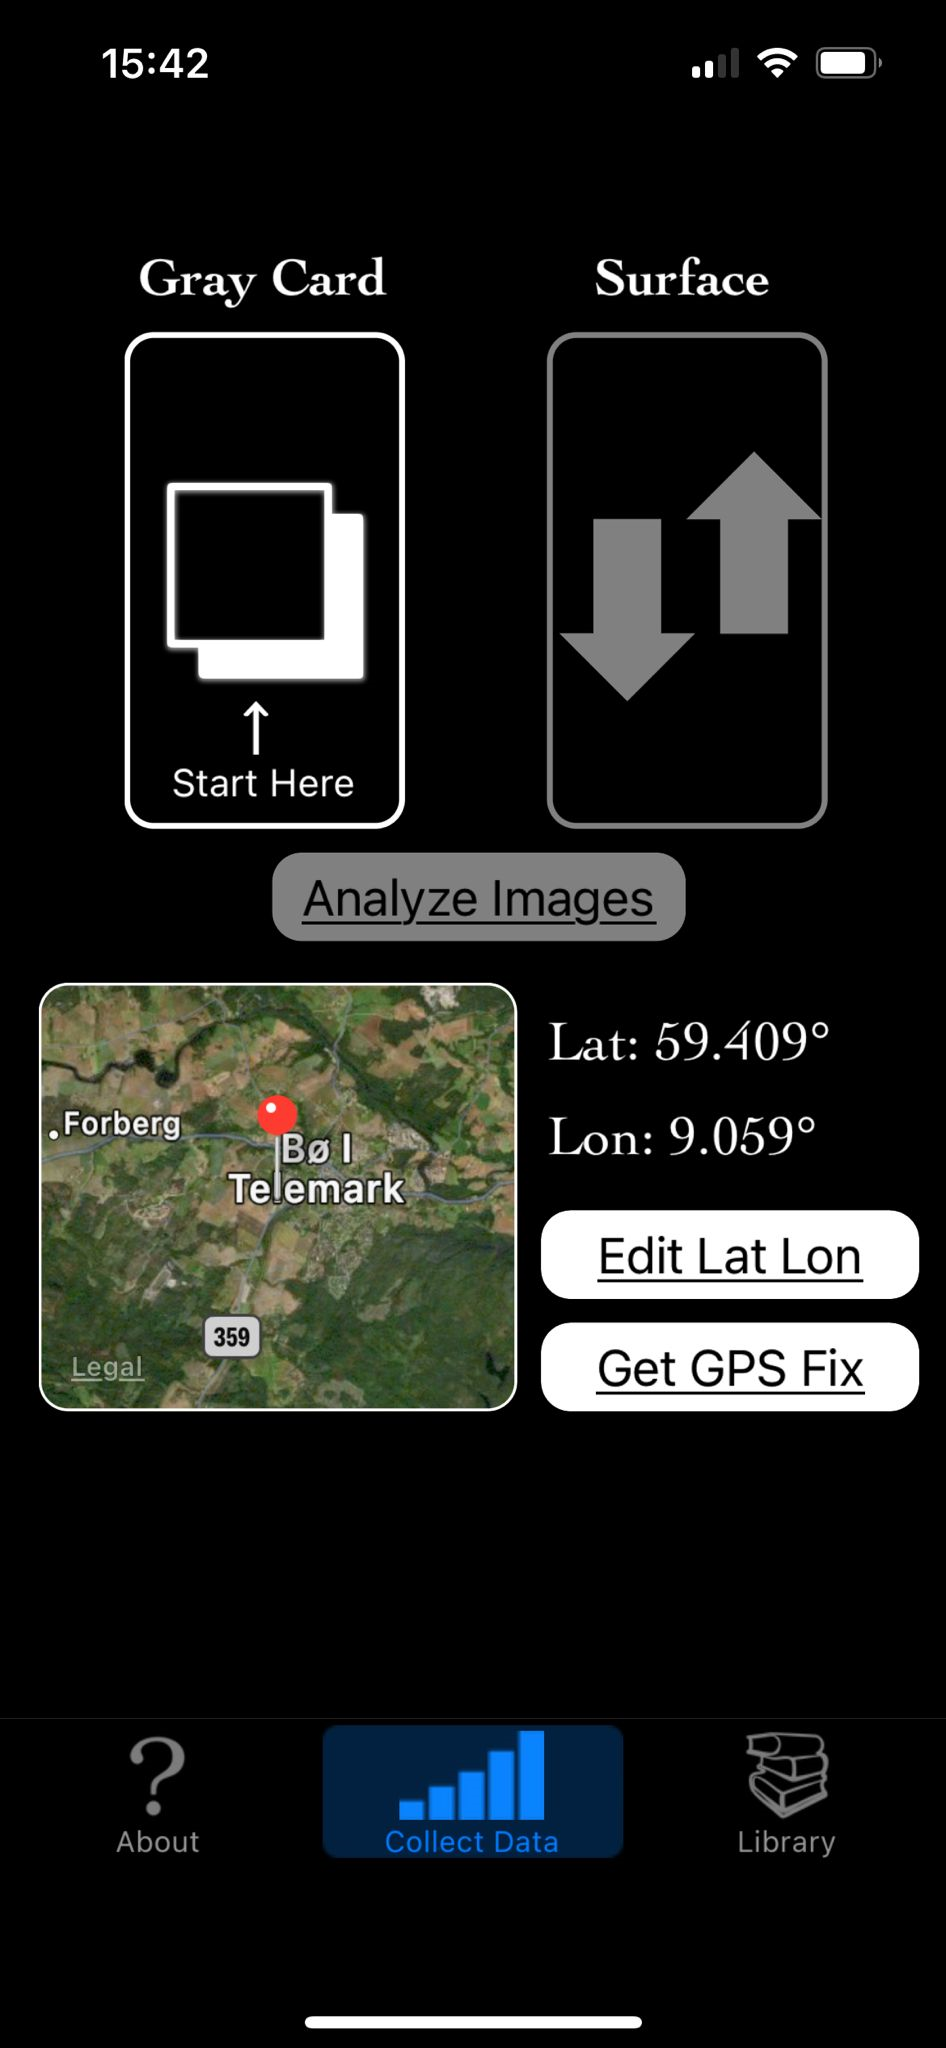 15:42
Gray Card
Surface
Start Here
Analyze Images
Forberg
Bø I
Telemark
359
Legal
Lat: 59.409°
Lon: 9.059°
Edit Lat Lon
Get GPS Fix
?
About
Collect Data
Library